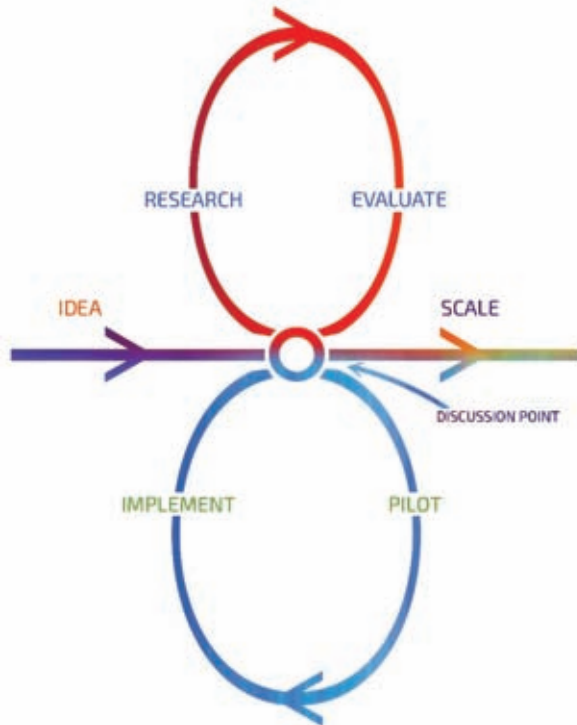 RESEARCH
EVALUATE
IDEA
SCALE
DISCUSSION POINT
IMPLEMENT
PILOT